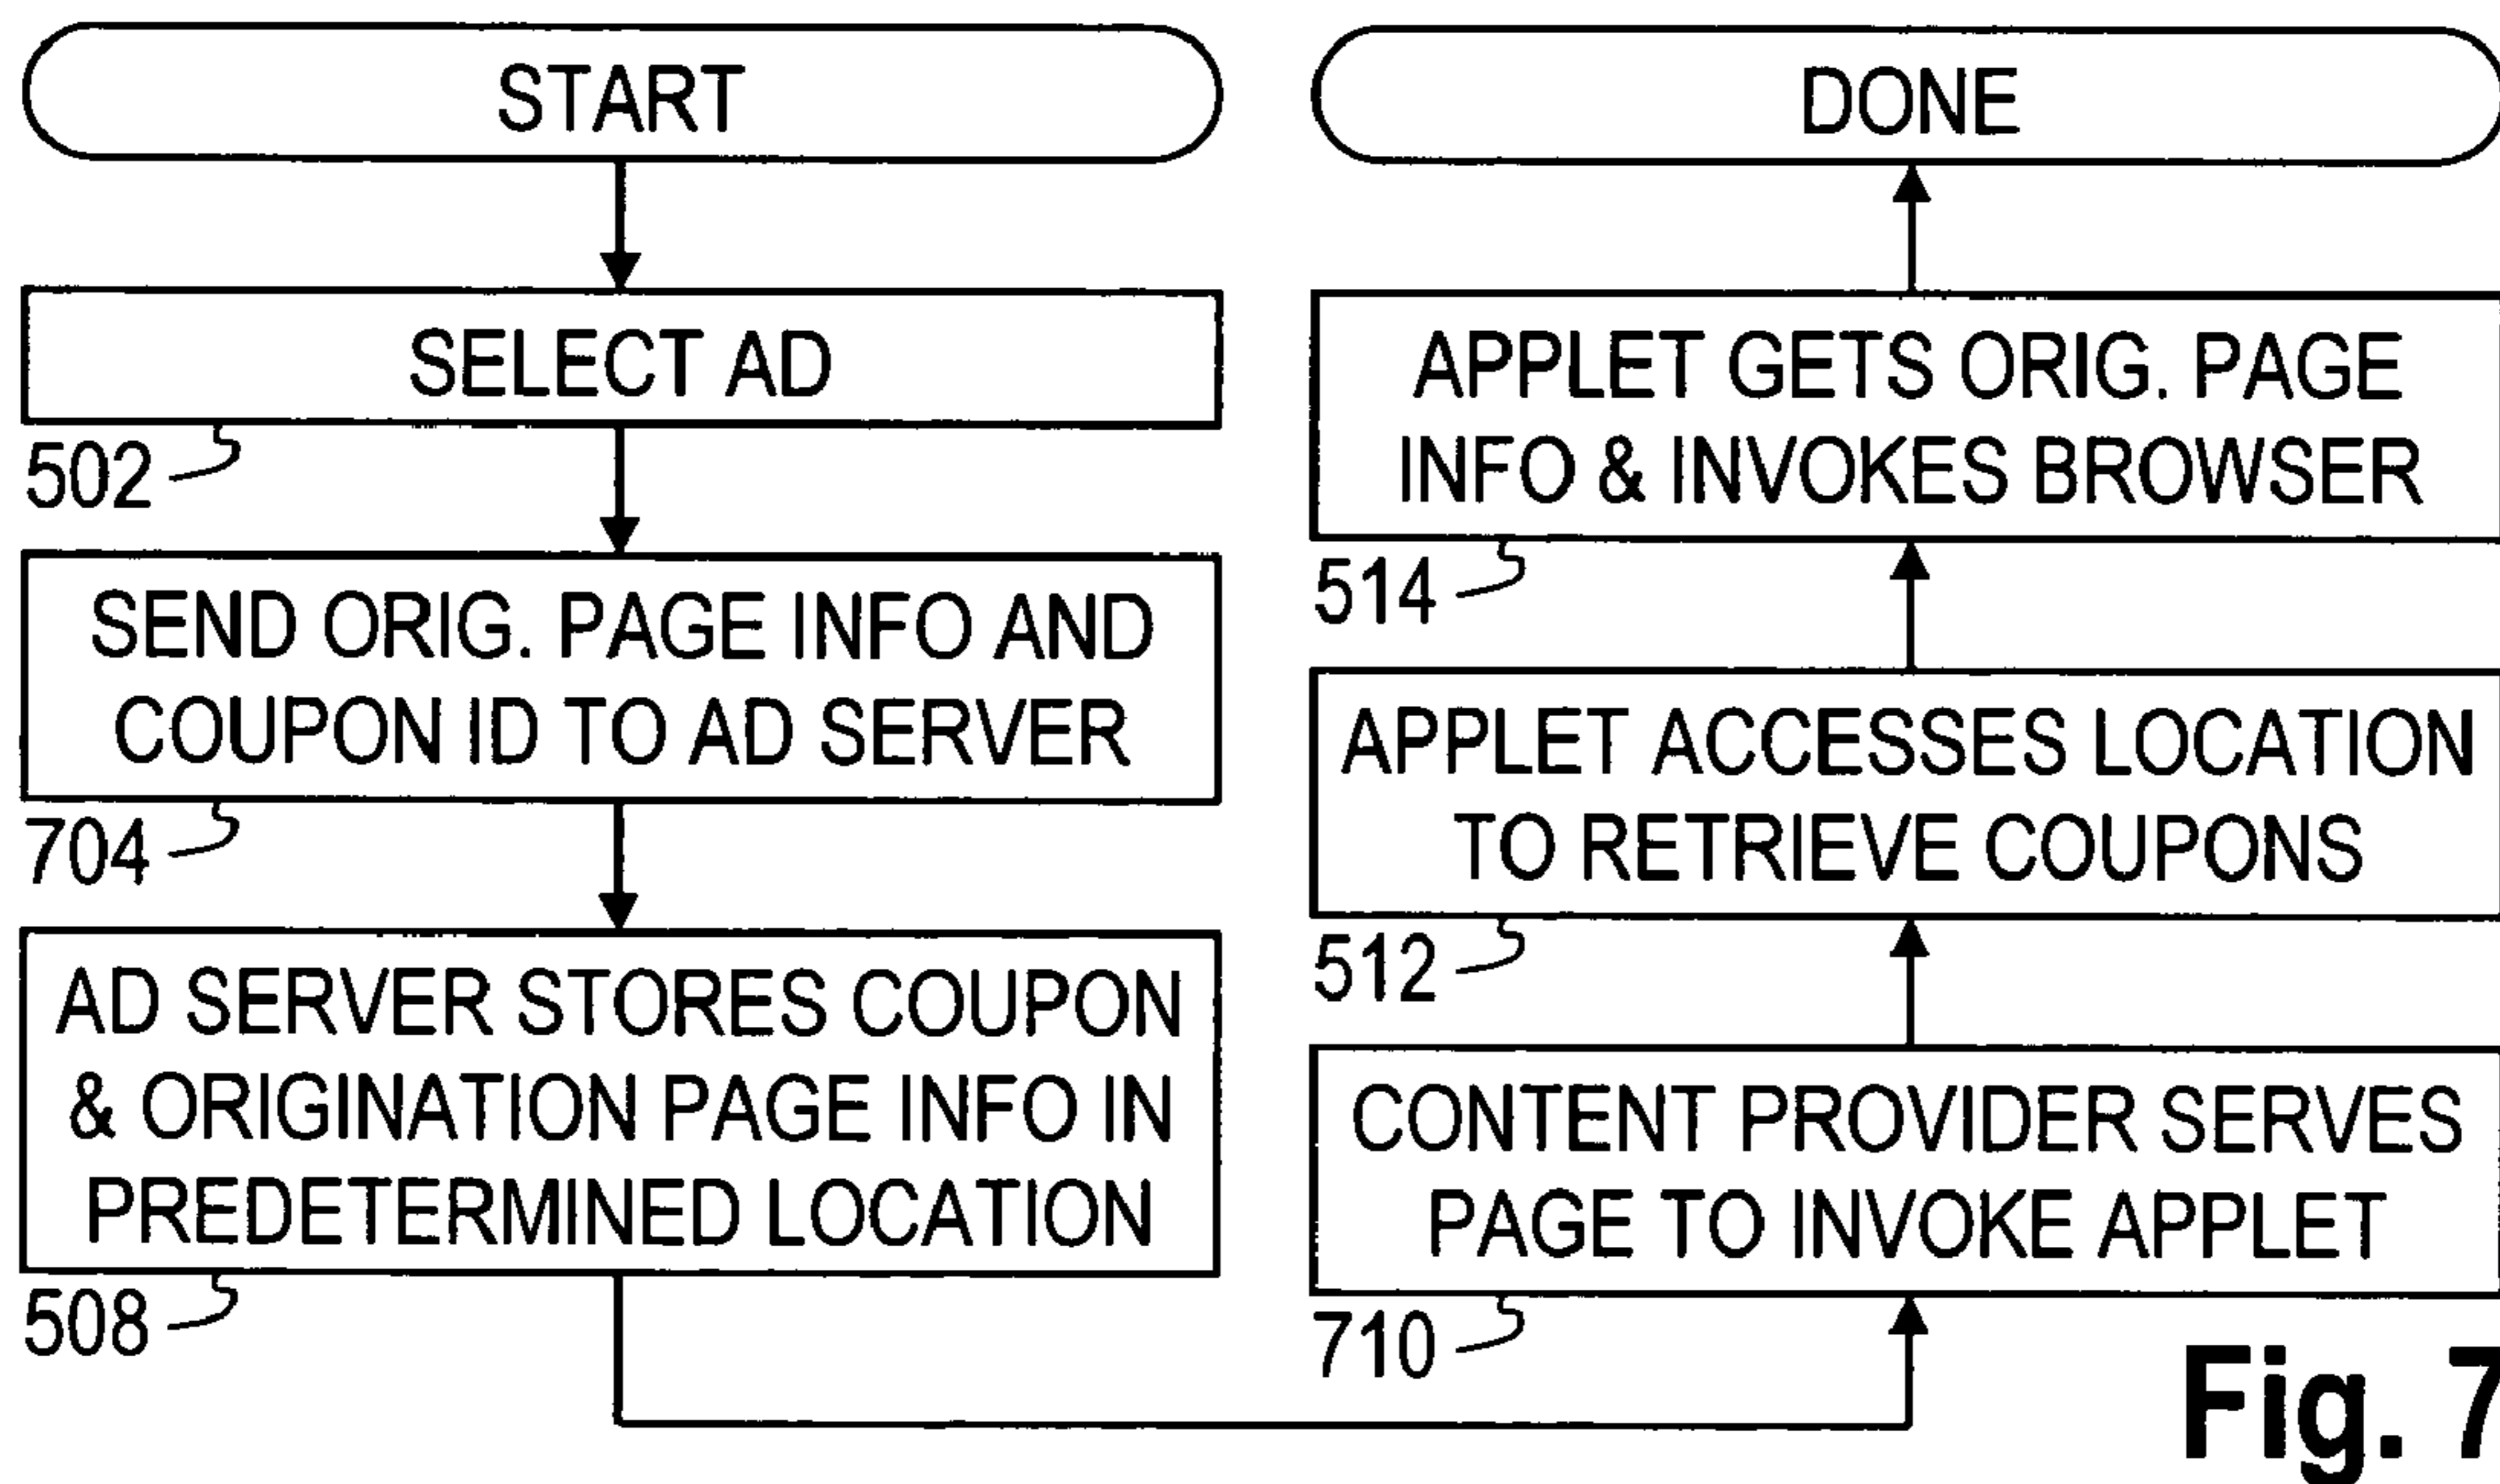 START
SELECT AD
502
SEND ORIG. PAGE INFO AND
COUPON ID TO AD SERVER
704
AD SERVER STORES COUPON
& ORIGINATION PAGE INFO IN
PREDETERMINED LOCATION
508
DONE
APPLET GETS ORIG. PAGE
INFO & INVOKES BROWSER
514
APPLET ACCESSES LOCATION
TO RETRIEVE COUPONS
512
CONTENT PROVIDER SERVES
PAGE TO INVOKE APPLET
710
Fig. 7